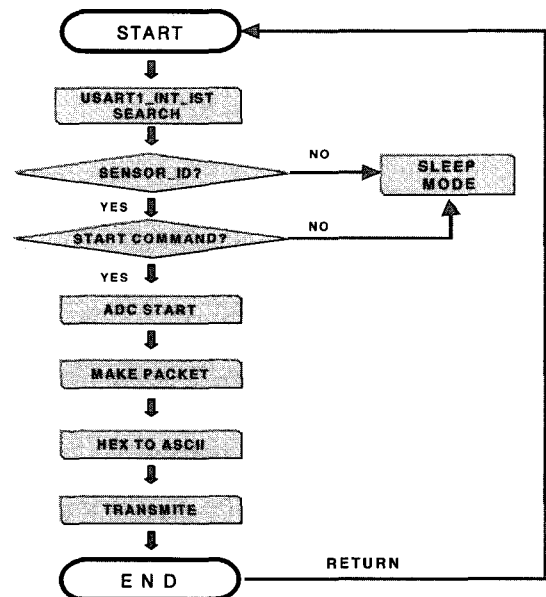 START
USART1_INT_IST
SEARCH
SENSOR_ID?
NO
SLEEP
MODE
YES
START COMMAND?
NO
YES
ADC START
MAKE PACKET
HEX TO ASCII
TRANSMITE
END
RETURN